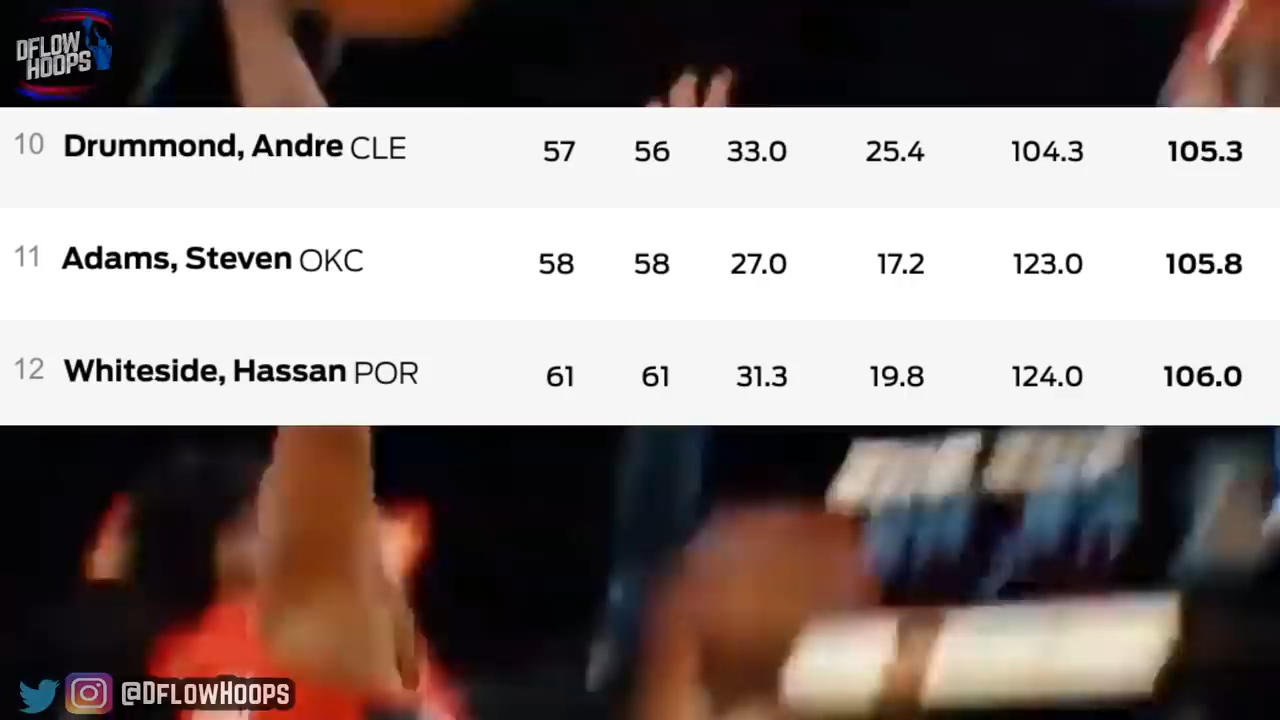 DFLOW
HOOPS
10 Drummond, Andre CLE 57 56 33.0 25.4 104.3 105.3
11 Adams, Steven OKC 58 58 27.0 17.2 123.0 105.8
12 Whiteside, Hassan POR 61 61 31.3 19.8 124.0 106.0
@DFLOWHOOPS